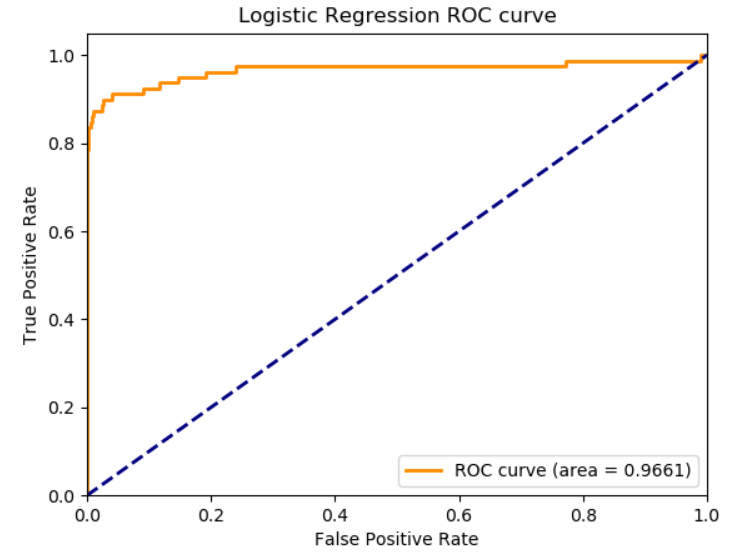 Logistic Regression ROC curve
1.0
0.8
0.6
0.4
0.2
0.0
True Positive Rate
ROC curve (area = 0.9661)
0.0 0.2 0.4 0.6 0.8 1.0
False Positive Rate